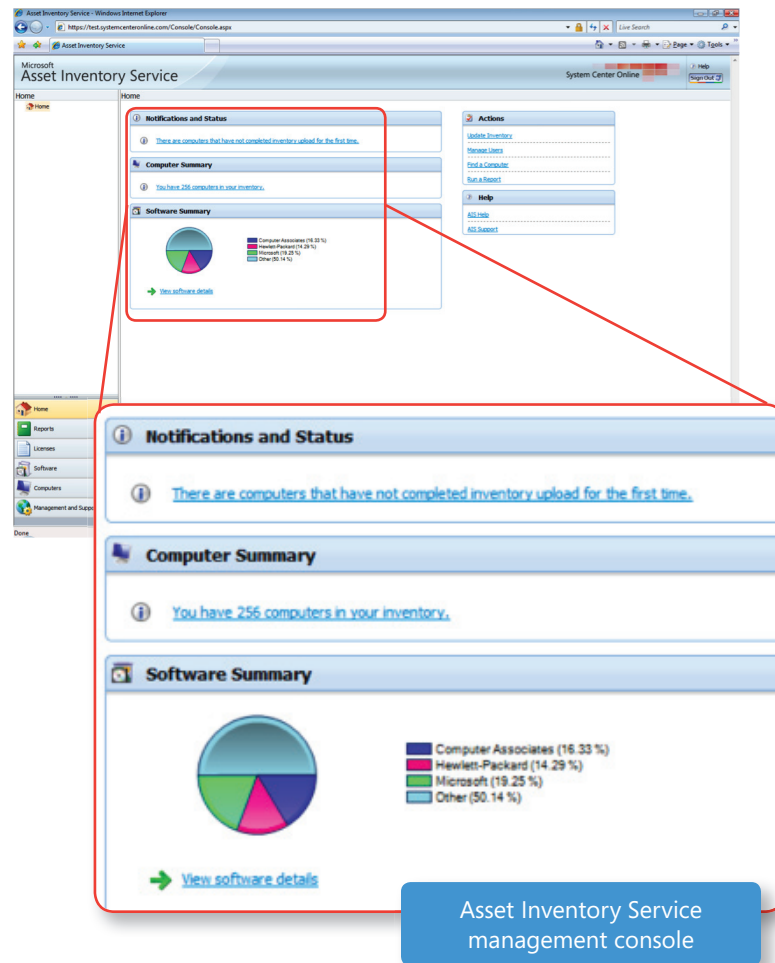 Asset Inventory Service - Windows Internet Explorer
https://test.systemcenteronline.com/Console/Console.aspx
Live Search
Asset Inventory Service
Page
Tools
Microsoft
Asset Inventory Service
System Center Online
Help
Sign Out
Home
Home
Home
Notifications and Status
There are computers that have not completed inventory upload for the first time.
Computer Summary
You have 256 computers in your inventory.
Software Summary
Computer Associates (16.33 %)
Hewlett-Packard (14.29 %)
Microsoft (19.25 %)
Other (50.14 %)
View software details
Actions
Update Inventory
Manage Users
Find a Computer
Run a Report
Help
AIS Help
AIS Support
Home
Reports
Licenses
Software
Computers
Management and Suppo
Done
Notifications and Status
There are computers that have not completed inventory upload for the first time.
Computer Summary
You have 256 computers in your inventory.
Software Summary
Computer Associates (16.33 %)
Hewlett-Packard (14.29 %)
Microsoft (19.25 %)
Other (50.14 %)
View software details
Asset Inventory Service
management console